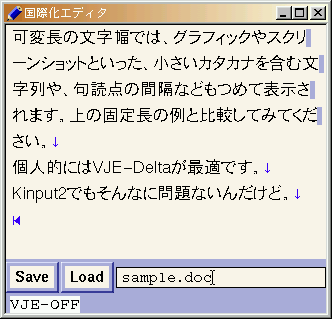 国際化エディタ
可変長の文字幅では、グラフィックやスクリ
ーンショットといった、小さいカタカナを含む文
字列や、句読点の間隔などもつめて表示さ
れます。上の固定長の例と比較してみてくだ
さい。↓
個人的にはVJE-Deltaが最適です。↓
Kinput2でもそんなに問題ないんだけど。↓
Save Load sample.doc
VJE-OFF